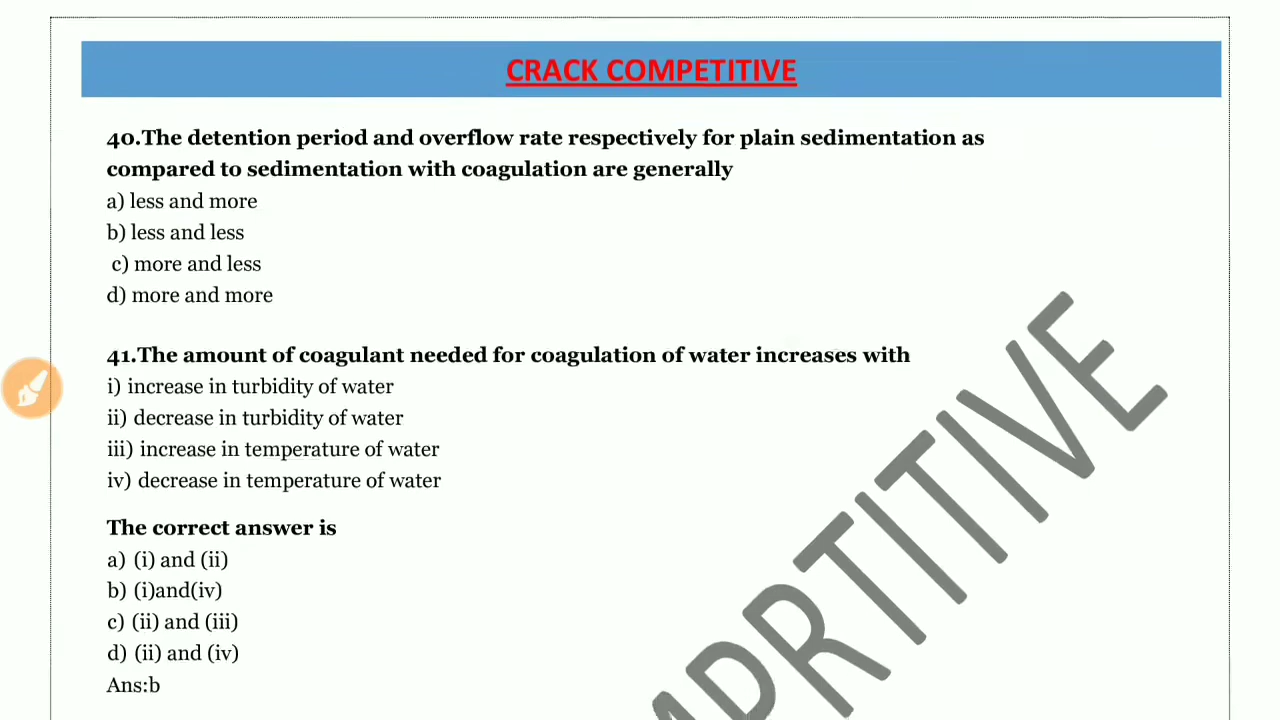 CRACK COMPETITIVE
40.The detention period and overflow rate respectively for plain sedimentation as
compared to sedimentation with coagulation are generally
a) less and more
b) less and less
c) more and less
d) more and more
41.The amount of coagulant needed for coagulation of water increases with
i) increase in turbidity of water
ii) decrease in turbidity of water
iii) increase in temperature of water
iv) decrease in temperature of water
The correct answer is
a) (i) and (ii)
b) (i)and(iv)
c) (ii) and (iii)
d) (ii) and (iv)
Ans:b
MPRTITIVE